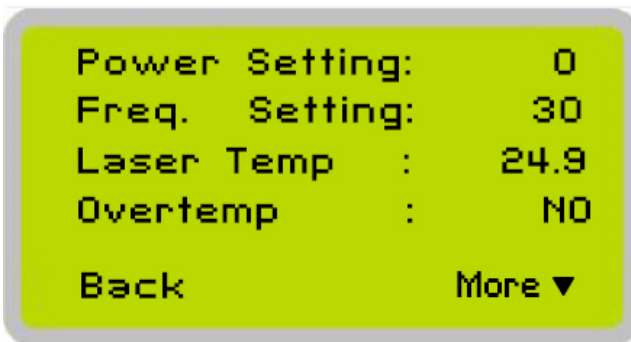 Power Setting: 0
Freq. Setting: 30
Laser Temp : 24.9
Overtemp : NO
Back More ▼